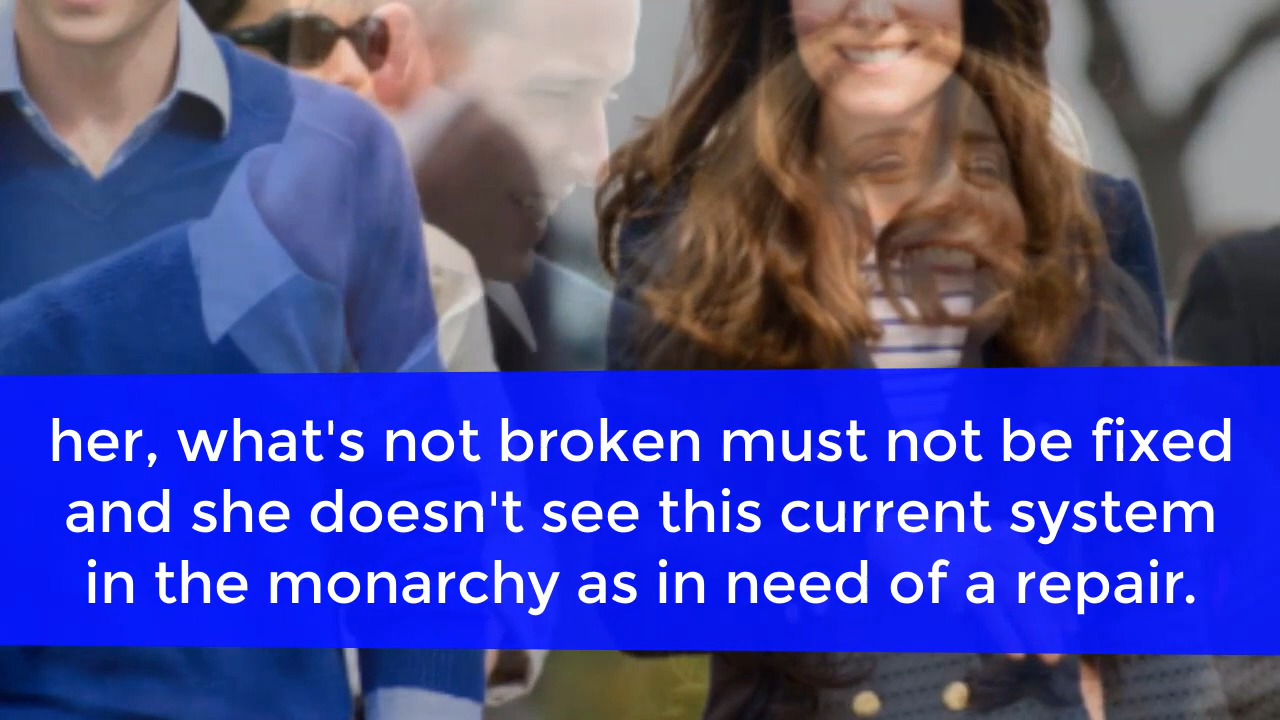 her, what's not broken must not be fixed
and she doesn't see this current system
in the monarchy as in need of a repair.